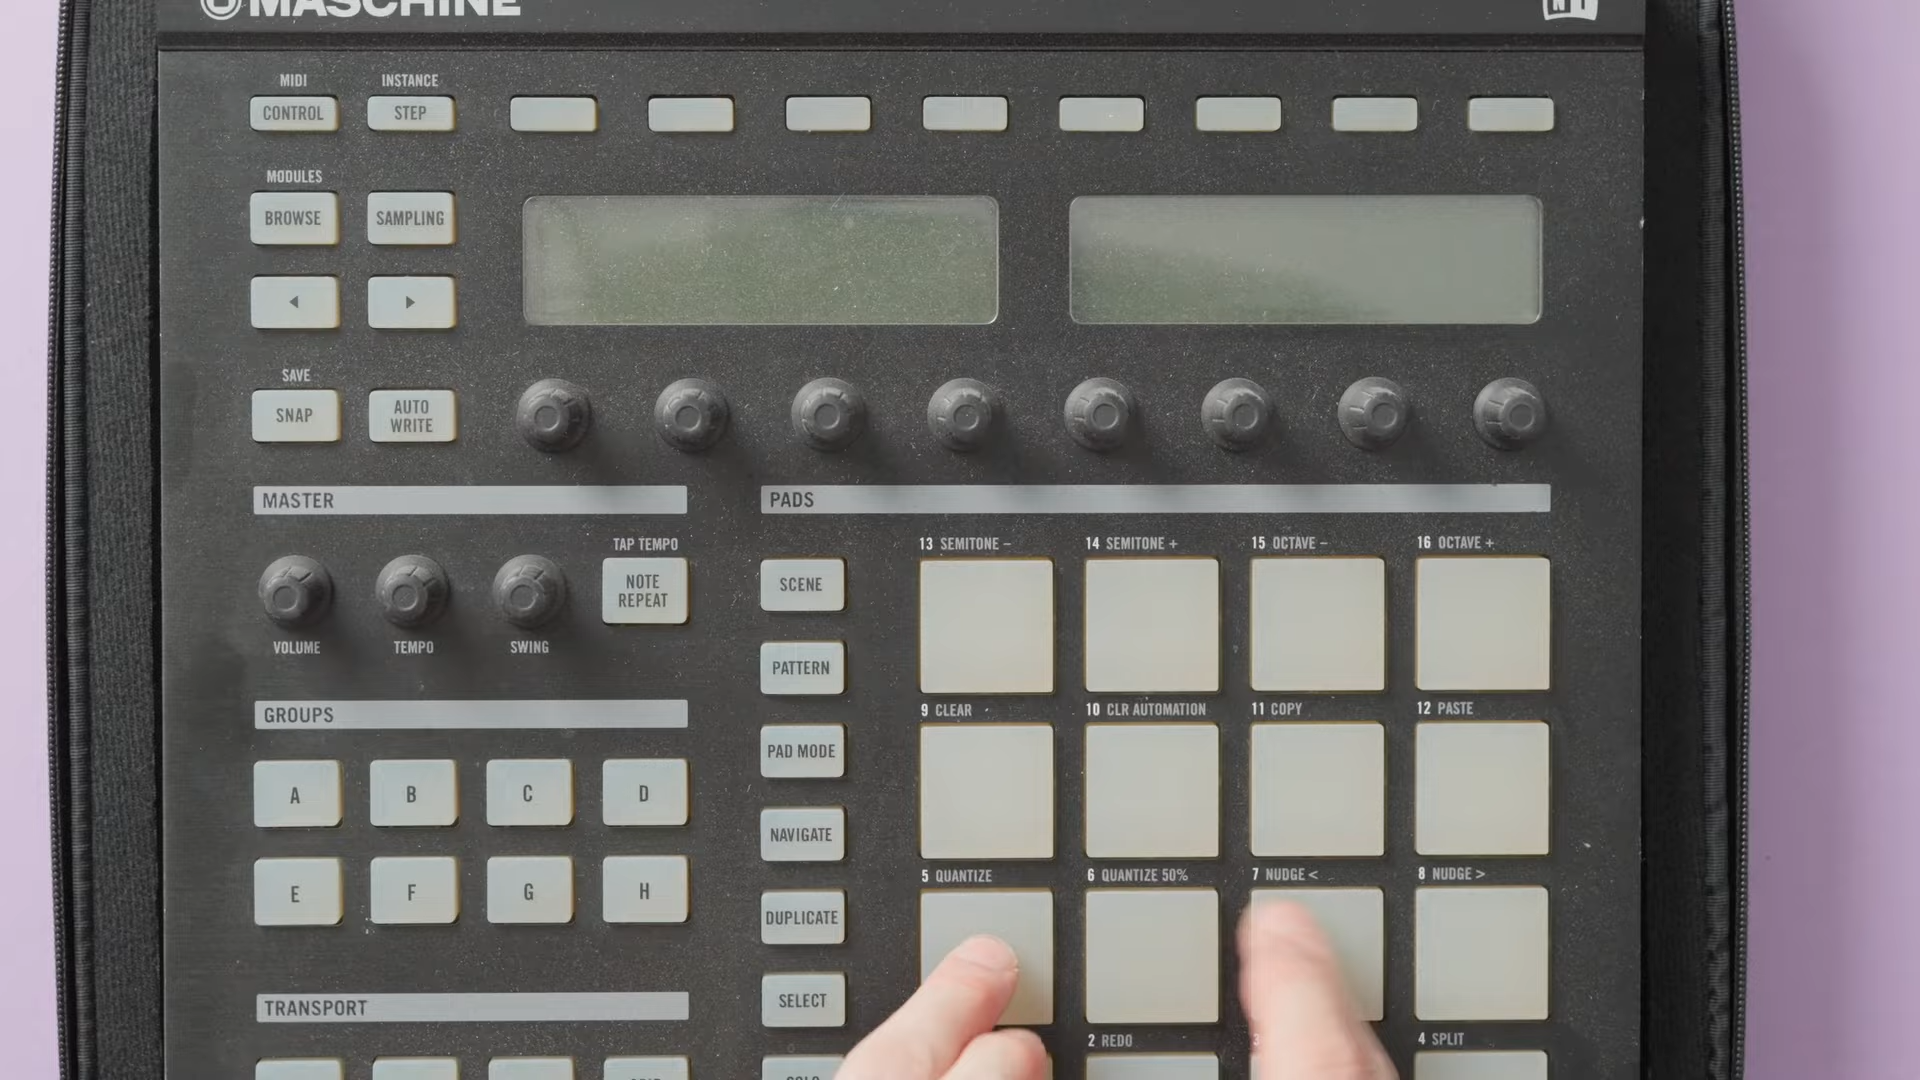 MASCHINE
MIDI
INSTANCE
CONTROL
STEP
MODULES
BROWSE
SAMPLING
SAVE
SNAP
AUTO
WRITE
MASTER
PADS
TAP TEMPO
NOTE
REPEAT
VOLUME
TEMPO
SWING
GROUPS
A
B
C
D
E
F
G
H
TRANSPORT
SCENE
PATTERN
PAD MODE
NAVIGATE
DUPLICATE
SELECT
13 SEMITONE −
14 SEMITONE +
15 OCTAVE −
16 OCTAVE +
9 CLEAR
10 CLR AUTOMATION
11 COPY
12 PASTE
5 QUANTIZE
6 QUANTIZE 50%
7 NUDGE <
8 NUDGE >
2 REDO
3
4 SPLIT